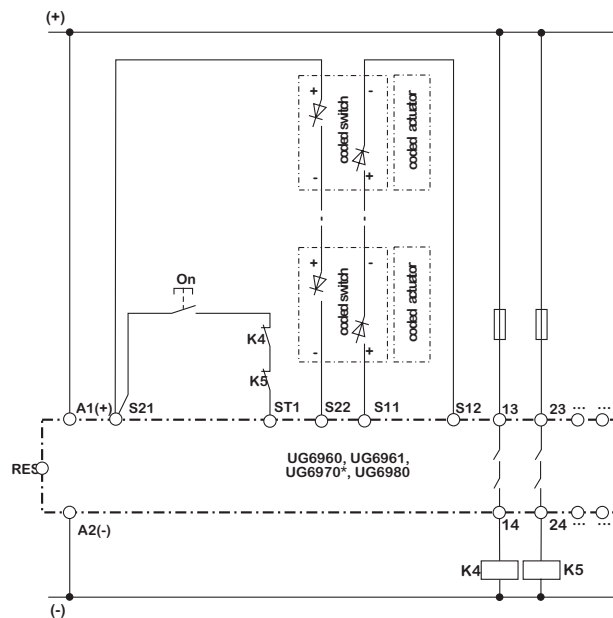 (+)
+
-
coded switch
coded actuator
-
+
+
-
coded switch
coded actuator
-
+
On
K4
K5
A1(+)
S21
ST1
S22
S11
S12
13
23
...
...
RES
UG6960, UG6961,
UG6970*, UG6980
A2(-)
14
24
...
...
K4
K5
(-)